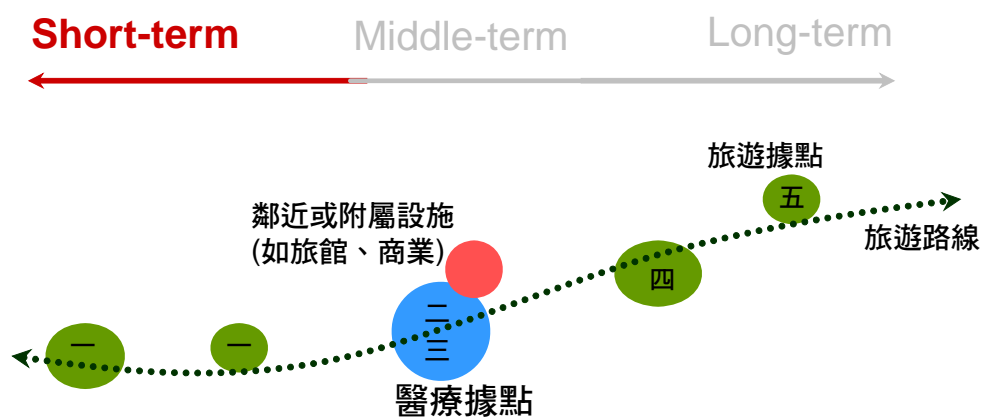 Short-term
Middle-term
Long-term
旅遊據點
五
鄰近或附屬設施
(如旅館、商業)
旅遊路線
四
二
三
一
一
醫療據點